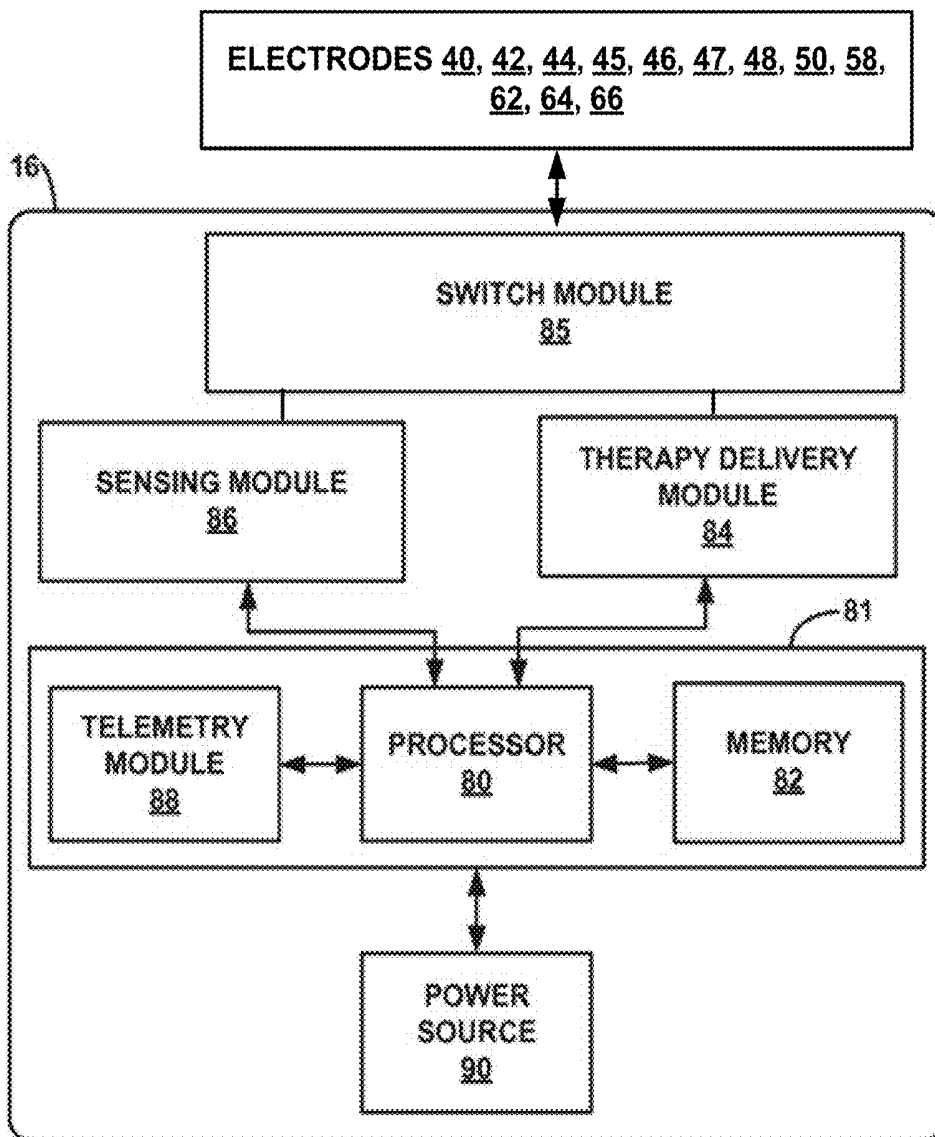 ELECTRODES 40, 42, 44, 45, 46, 47, 48, 50, 58,
62, 64, 66
16
SWITCH MODULE
85
SENSING MODULE
86
THERAPY DELIVERY
MODULE
84
81
TELEMETRY
MODULE
88
PROCESSOR
80
MEMORY
82
POWER
SOURCE
90